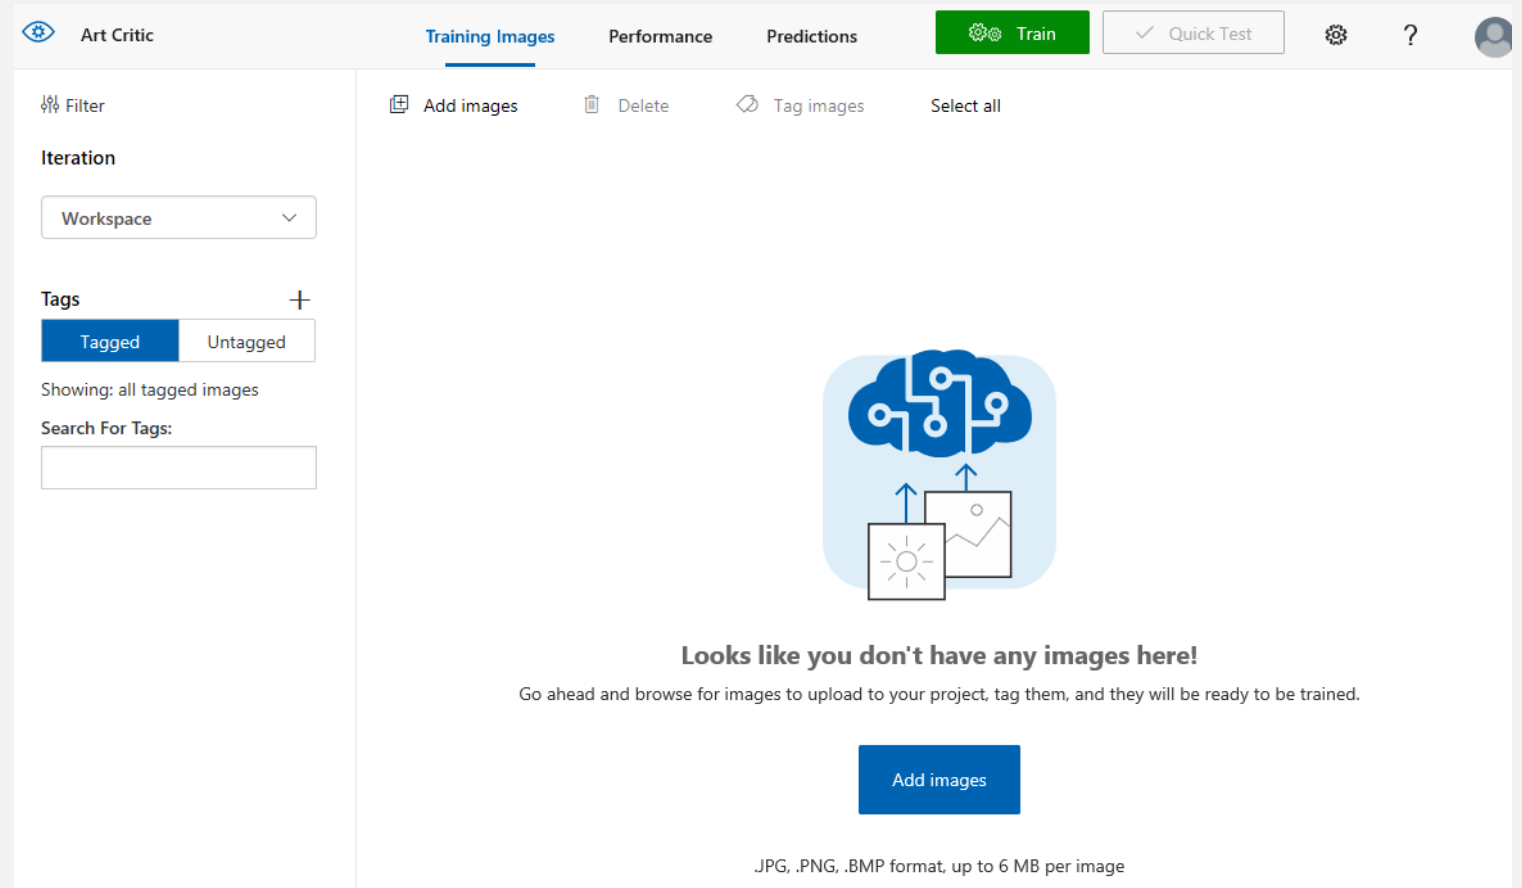 Art Critic
Training Images
Performance
Predictions
Train
Quick Test
?
Filter
Add images
Delete
Tag images
Select all
Iteration
Workspace
Tags
Tagged
Untagged
Showing: all tagged images
Search For Tags:
Looks like you don't have any images here!
Go ahead and browse for images to upload to your project, tag them, and they will be ready to be trained.
Add images
.JPG, .PNG, .BMP format, up to 6 MB per image